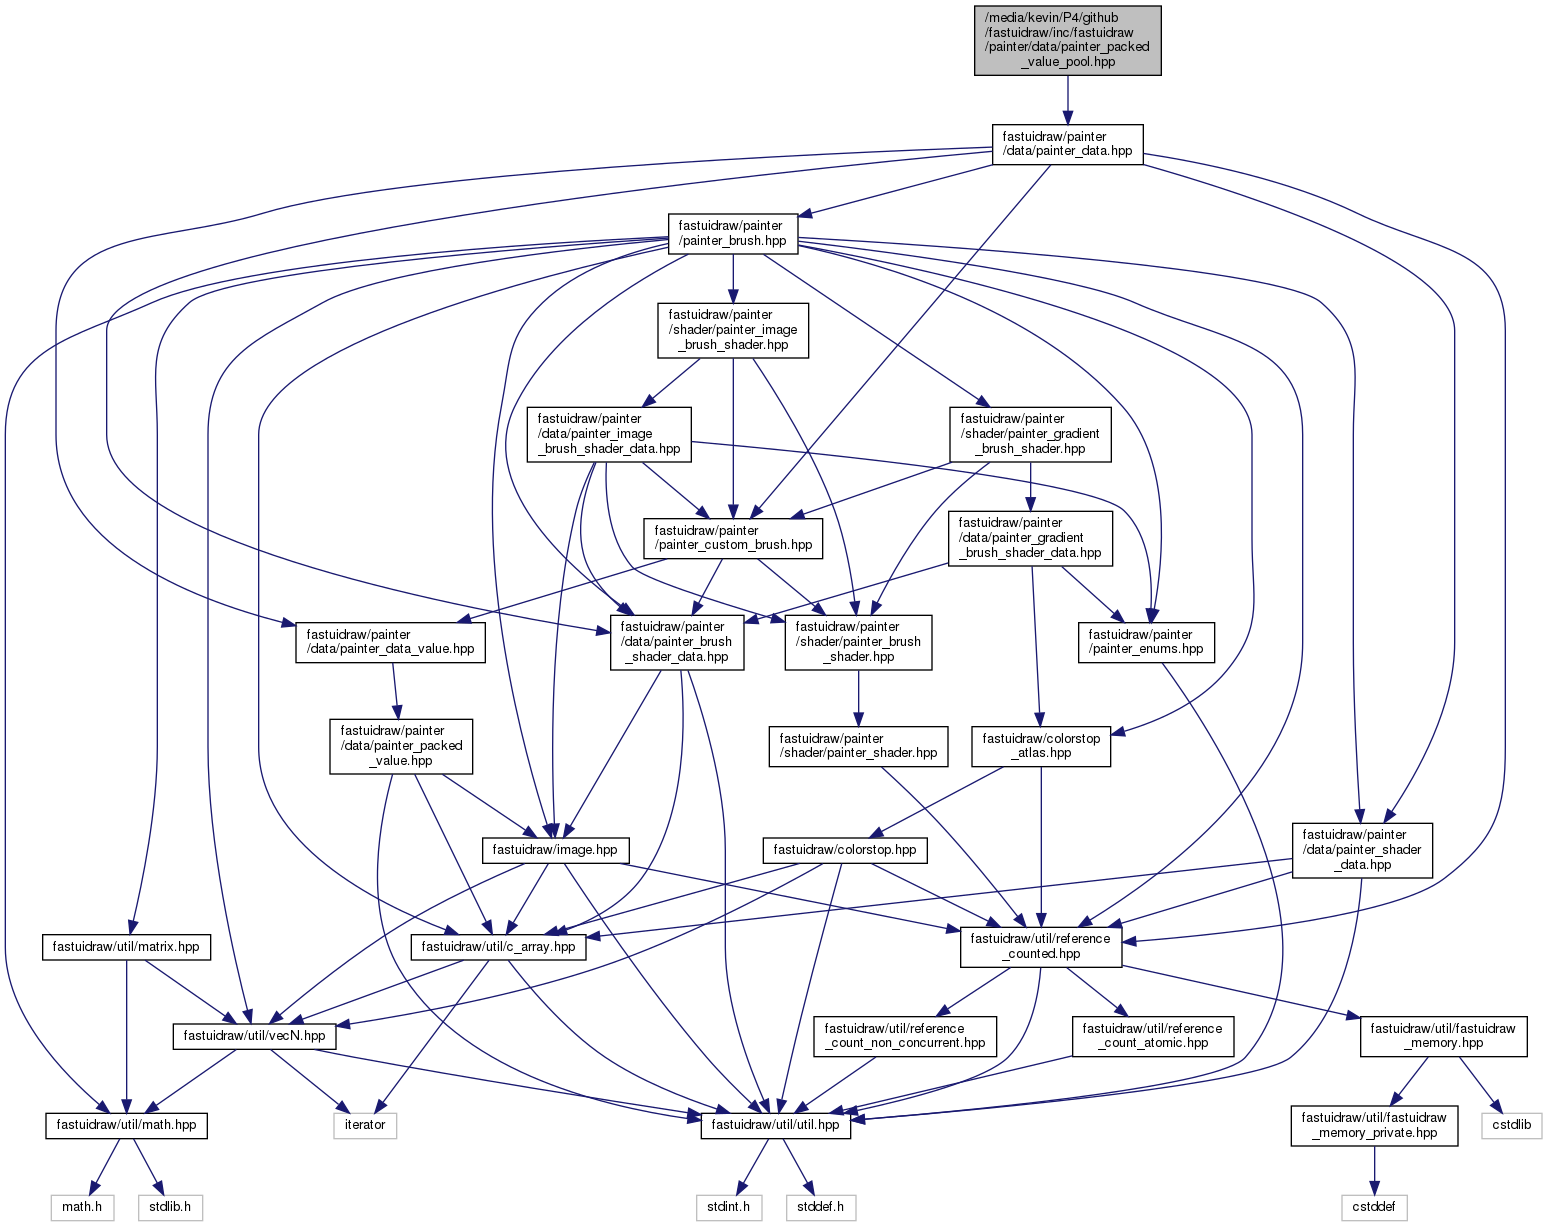 /media/kevin/P4/github
/fastuidraw/inc/fastuidraw
/painter/data/painter_packed
_value_pool.hpp
fastuidraw/painter
/data/painter_data.hpp
fastuidraw/painter
/painter_brush.hpp
fastuidraw/painter
/shader/painter_image
_brush_shader.hpp
fastuidraw/painter
/data/painter_image
_brush_shader_data.hpp
fastuidraw/painter
/shader/painter_gradient
_brush_shader.hpp
fastuidraw/painter
/painter_custom_brush.hpp
fastuidraw/painter
/data/painter_gradient
_brush_shader_data.hpp
fastuidraw/painter
/data/painter_data_value.hpp
fastuidraw/painter
/data/painter_brush
_shader_data.hpp
fastuidraw/painter
/shader/painter_brush
_shader.hpp
fastuidraw/painter
/painter_enums.hpp
fastuidraw/painter
/data/painter_packed
_value.hpp
fastuidraw/painter
/shader/painter_shader.hpp
fastuidraw/colorstop
_atlas.hpp
fastuidraw/image.hpp
fastuidraw/colorstop.hpp
fastuidraw/painter
/data/painter_shader
_data.hpp
fastuidraw/util/matrix.hpp
fastuidraw/util/c_array.hpp
fastuidraw/util/reference
_counted.hpp
fastuidraw/util/vecN.hpp
fastuidraw/util/reference
_count_non_concurrent.hpp
fastuidraw/util/reference
_count_atomic.hpp
fastuidraw/util/fastuidraw
_memory.hpp
fastuidraw/util/math.hpp
iterator
fastuidraw/util/util.hpp
fastuidraw/util/fastuidraw
_memory_private.hpp
cstdlib
math.h
stdlib.h
stdint.h
stddef.h
cstddef